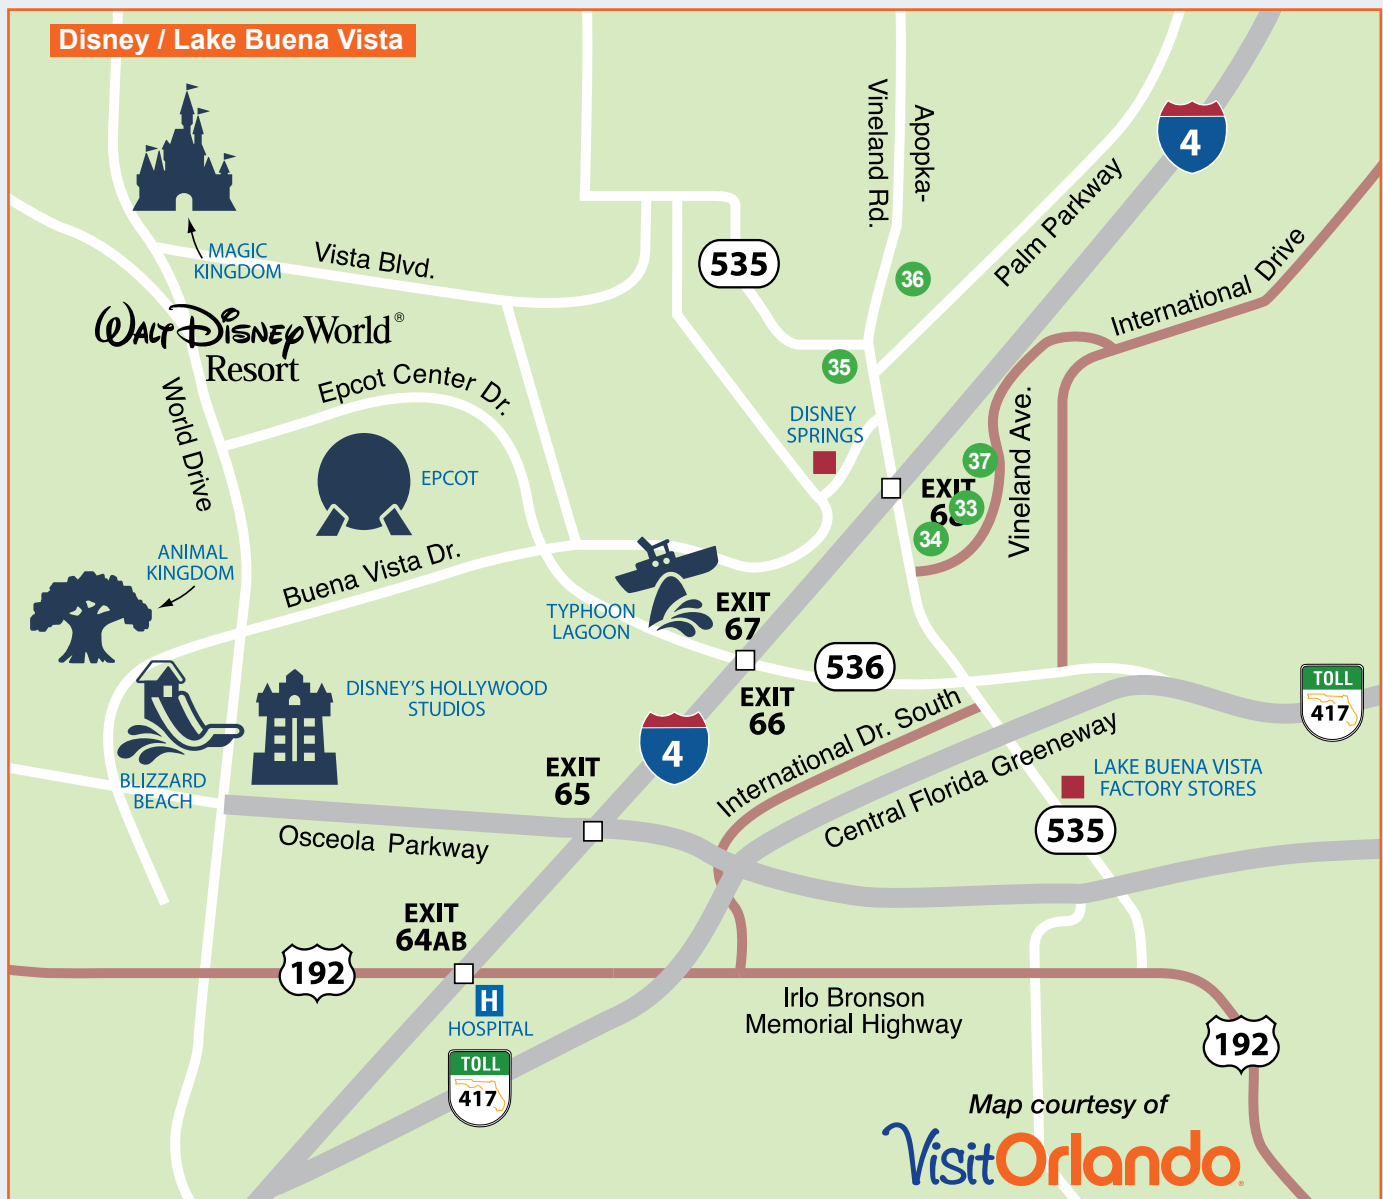 Disney / Lake Buena Vista
4
Apopka-
Vineland Rd.
Palm Parkway
MAGIC
KINGDOM
Vista Blvd.
535
36
International Drive
WALT DISNEY World®
Resort
35
Epcot Center Dr.
World Drive
DISNEY
SPRINGS
Vineland Ave.
37
EPCOT
EXIT
68
33
34
ANIMAL
KINGDOM
Buena Vista Dr.
TYPHOON
LAGOON
EXIT
67
536
EXIT
66
TOLL
417
DISNEY'S HOLLYWOOD
STUDIOS
International Dr. South
4
Central Florida Greeneway
BLIZZARD
BEACH
EXIT
65
LAKE BUENA VISTA
FACTORY STORES
535
Osceola Parkway
EXIT
64AB
192
H
HOSPITAL
Irlo Bronson
Memorial Highway
192
TOLL
417
Map courtesy of
VisitOrlando®